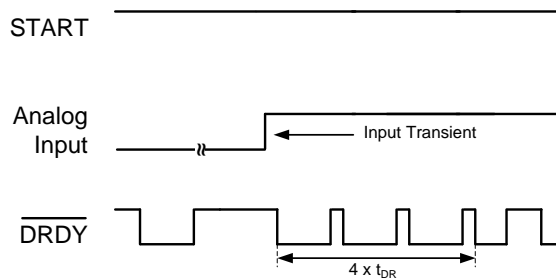 START
Analog
Input
Input Transient
DRDY
4 x tDR